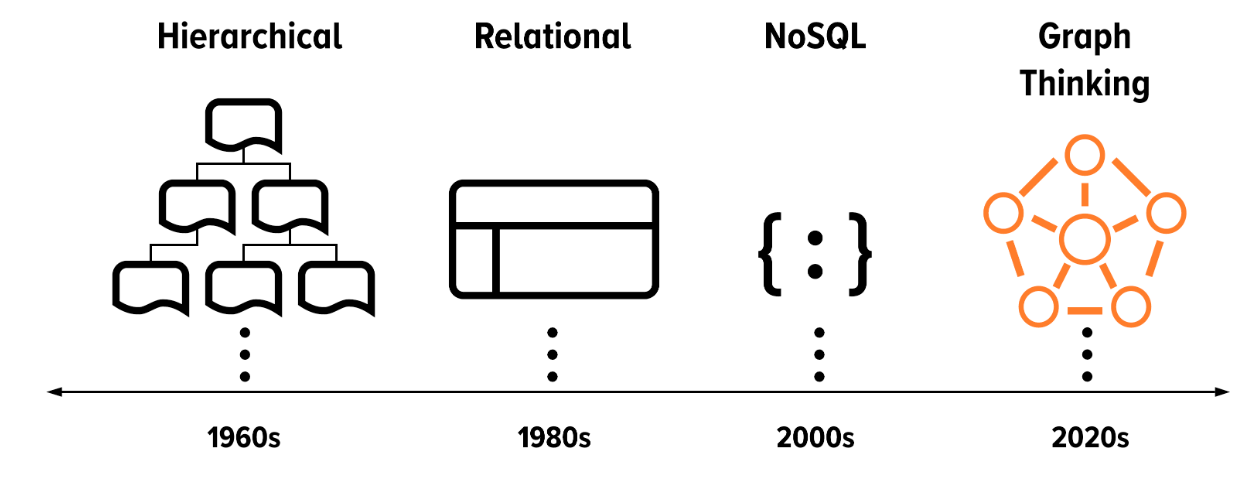 Hierarchical
Relational
NoSQL
Graph
Thinking
{ : }
1960s
1980s
2000s
2020s